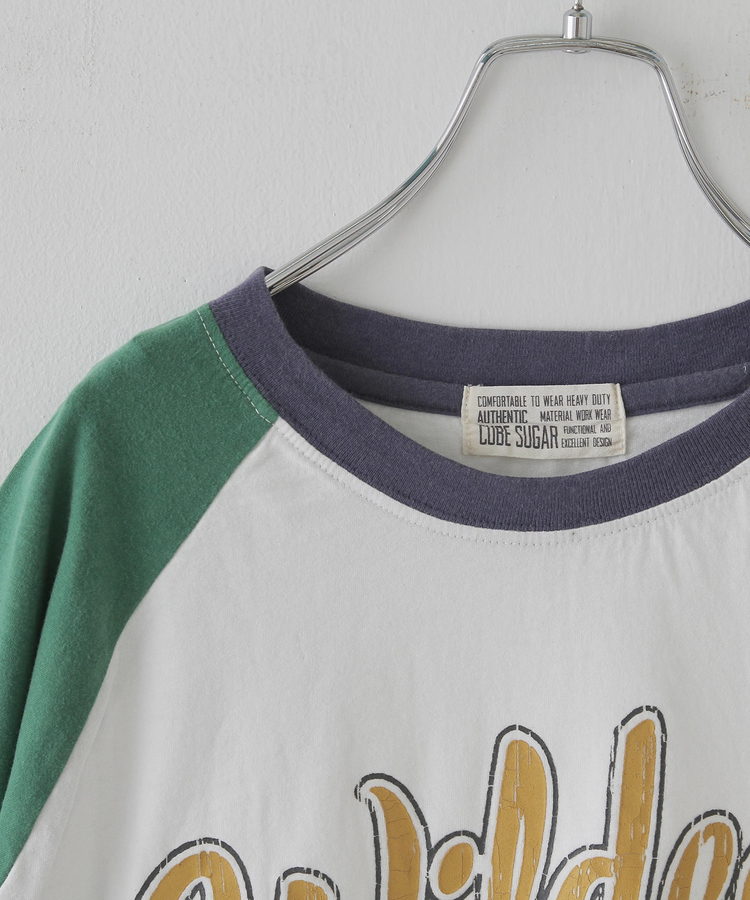 COMFORTABLE TO WEAR HEAVY DUTY
AUTHENTIC MATERIAL WORK WEAR
CUBE SUGAR FUNCTIONAL AND
EXCELLENT DESIGN